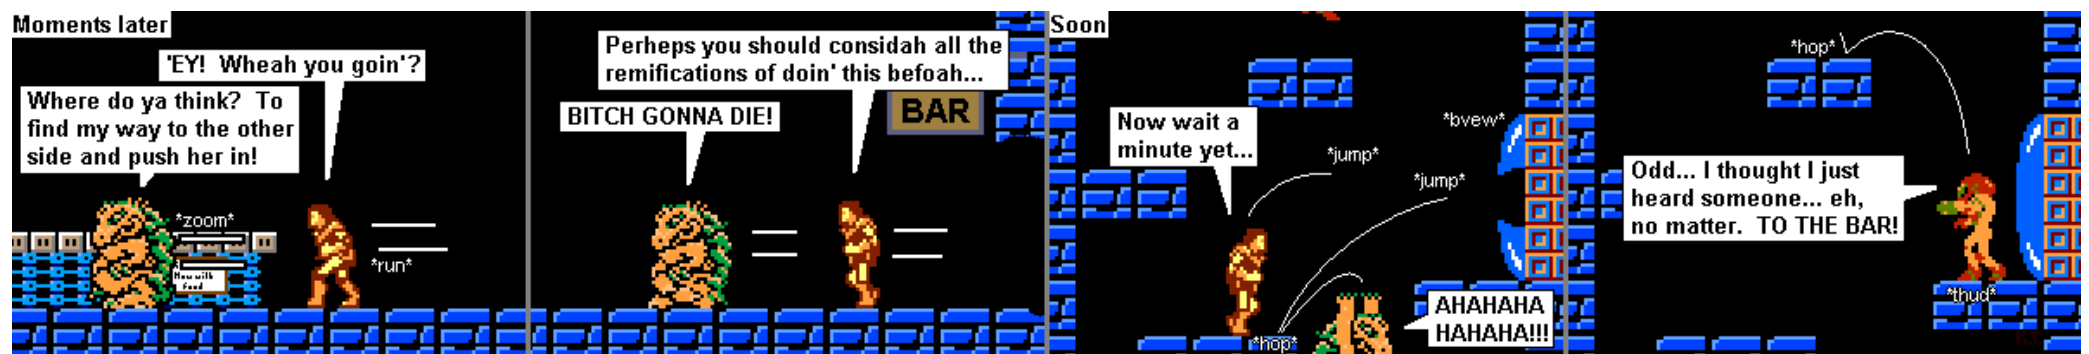 Moments later
'EY!  Wheah you goin'?
Where do ya think?  To
find my way to the other
side and push her in!
*zoom*
*run*
Now with
Food
Perheps you should considah all the
remifications of doin' this befoah...
BITCH GONNA DIE!
BAR
Soon
Now wait a
minute yet...
*jump*
*bvew*
*jump*
*hop*
AHAHAHA
HAHAHA!!!
*hop*
Odd... I thought I just
heard someone... eh,
no matter.  TO THE BAR!
*thud*